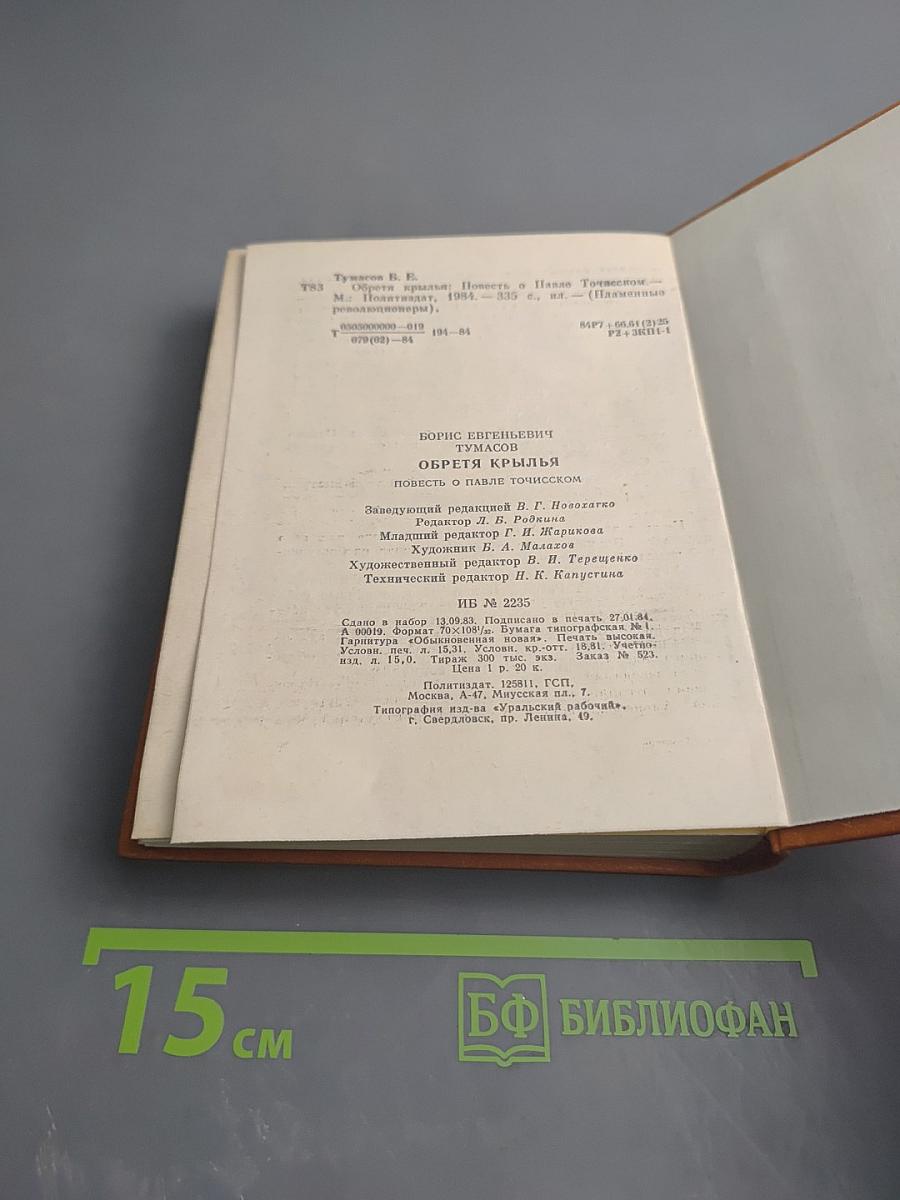 Тумасов Б. Е.
Т83 Обретя крылья: Повесть о Павле Точисском.—
М.: Политиздат, 1984. — 335 с., ил. — (Пламенные
революционеры).
Т 0505000000—019 194—84 84Р7+66.61(2)25
079(02)—84 Р2+3КП1-1
БОРИС ЕВГЕНЬЕВИЧ
ТУМАСОВ
ОБРЕТЯ КРЫЛЬЯ
ПОВЕСТЬ О ПАВЛЕ ТОЧИССКОМ
Заведующий редакцией В. Г. Новохатко
Редактор Л. Б. Родкина
Младший редактор Г. И. Жарикова
Художник Б. А. Малахов
Художественный редактор В. И. Терещенко
Технический редактор Н. К. Капустина
ИБ № 2235
Сдано в набор 13.09.83. Подписано в печать 27.01.84.
А 00019. Формат 70×108 1/32. Бумага типографская № 1.
Гарнитура «Обыкновенная новая». Печать высокая.
Условн. печ. л. 15,31. Условн. кр.-отт. 18,81. Учетно-
изд. л. 15,0. Тираж 300 тыс. экз. Заказ № 523.
Цена 1 р. 20 к.
Политиздат. 125811, ГСП,
Москва, А-47, Миусская пл., 7.
Типография изд-ва «Уральский рабочий»,
г. Свердловск, пр. Ленина, 49.
15 см
БФ БИБЛИОФАН